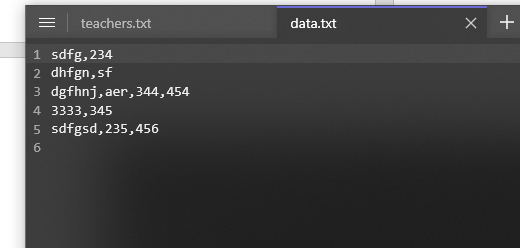 teachers.txt data.txt
1 sdfg,234
2 dhfgn,sf
3 dgfhnj,aer,344,454
4 3333,345
5 sdfgsd,235,456
6